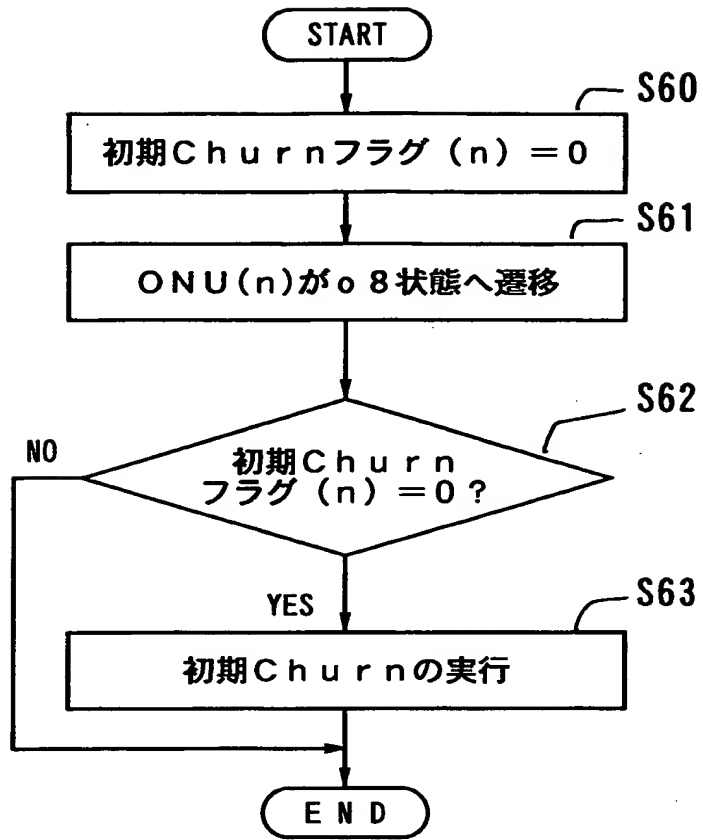 START
S60
初期Churnフラグ（n）＝0
S61
ONU(n)がo8状態へ遷移
S62
NO
初期Churn
フラグ（n）＝0？
YES
S63
初期Churnの実行
END